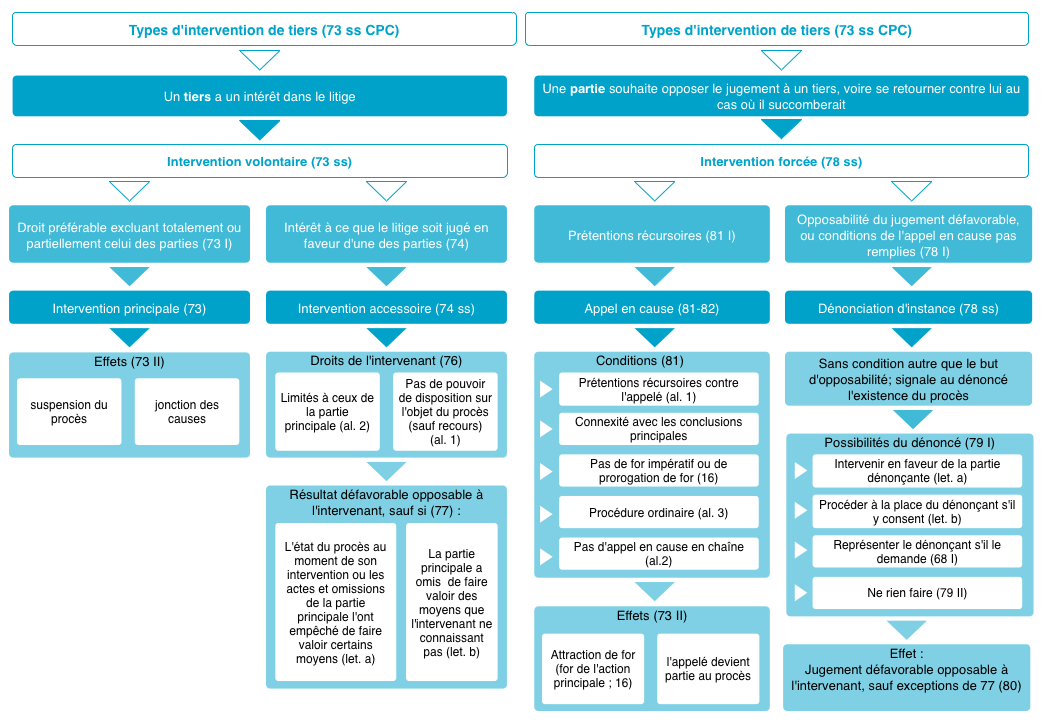 Types d'intervention de tiers (73 ss CPC)
Un tiers a un intérêt dans le litige
Intervention volontaire (73 ss)
Droit préférable excluant totalement ou
partiellement celui des parties (73 I)
Intervention principale (73)
Effets (73 II)
suspension du
procès
jonction des
causes
Intérêt à ce que le litige soit jugé en
faveur d'une des parties (74)
Intervention accessoire (74 ss)
Droits de l'intervenant (76)
Limités à ceux de
la partie
principale (al. 2)
Pas de pouvoir
de disposition sur
l'objet du procès
(sauf recours)
(al. 1)
Résultat défavorable opposable à
l'intervenant, sauf si (77) :
L'état du procès au
moment de son
intervention ou les
actes et omissions
de la partie
principale l'ont
empêché de faire
valoir certains
moyens (let. a)
La partie
principale a
omis de faire
valoir des
moyens que
l'intervenant ne
connaissant
pas (let. b)
Types d'intervention de tiers (73 ss CPC)
Une partie souhaite opposer le jugement à un tiers, voire se retourner contre lui au
cas où il succomberait
Intervention forcée (78 ss)
Prétentions récursoires (81 I)
Appel en cause (81-82)
Conditions (81)
Prétentions récursoires contre
l'appelé (al. 1)
Connexité avec les conclusions
principales
Pas de for impératif ou de
prorogation de for (16)
Procédure ordinaire (al. 3)
Pas d'appel en cause en chaîne
(al.2)
Effets (73 II)
Attraction de for
(for de l'action
principale ; 16)
l'appelé devient
partie au procès
Opposabilité du jugement défavorable,
ou conditions de l'appel en cause pas
remplies (78 I)
Dénonciation d'instance (78 ss)
Sans condition autre que le but
d'opposabilité; signale au dénoncé
l'existence du procès
Possibilités du dénoncé (79 I)
Intervenir en faveur de la partie
dénonçante (let. a)
Procéder à la place du dénonçant s'il
y consent (let. b)
Représenter le dénonçant s'il le
demande (68 I)
Ne rien faire (79 II)
Effet :
Jugement défavorable opposable à
l'intervenant, sauf exceptions de 77 (80)